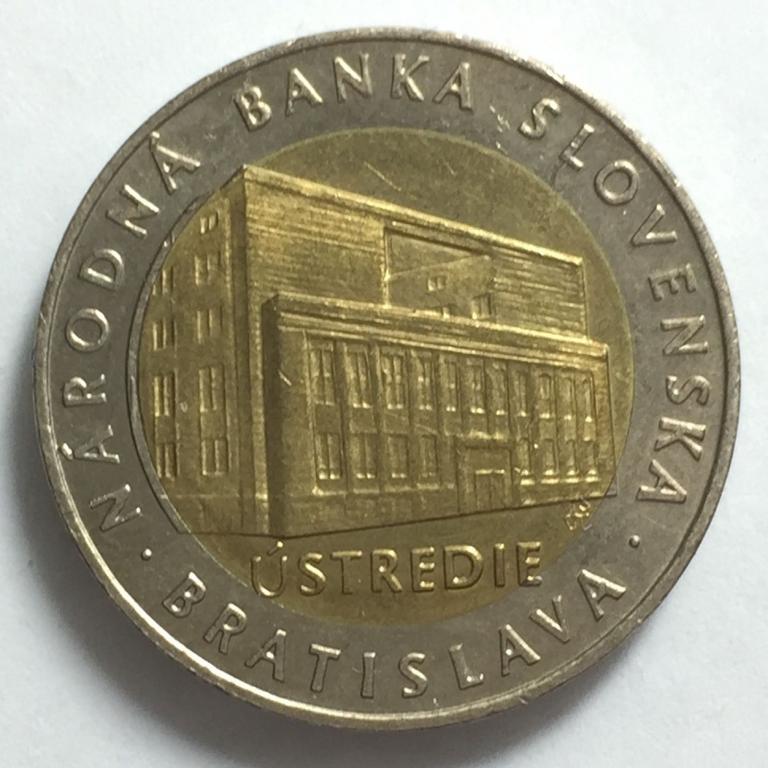 NÁRODNÁ BANKA SLOVENSKA
· BRATISLAVA ·
ÚSTREDIE